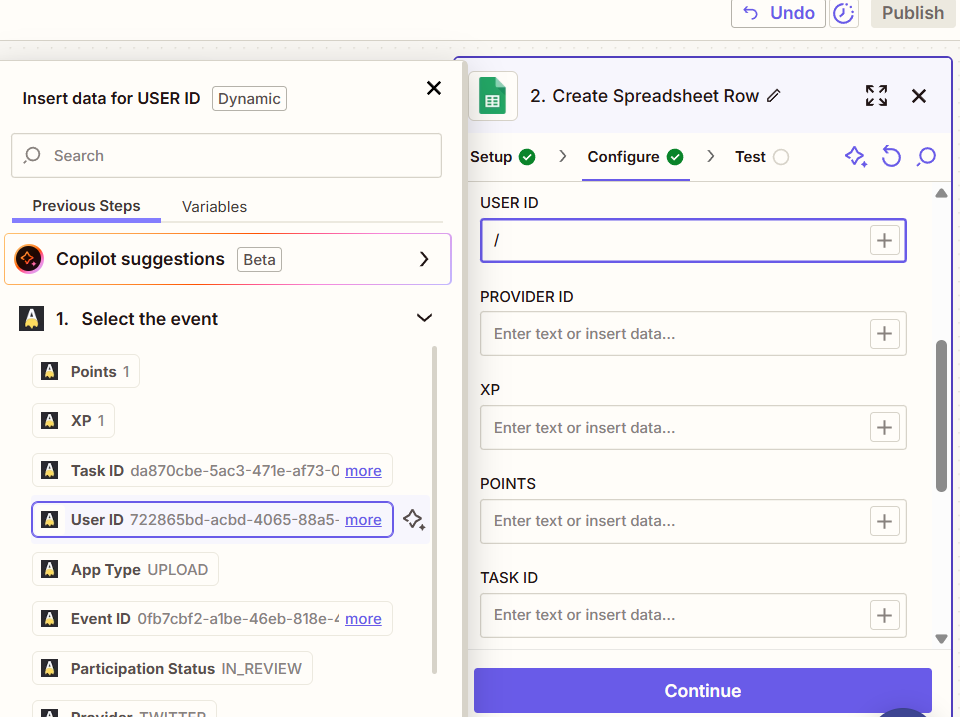 Undo
Publish
Insert data for USER ID Dynamic
Search
Previous Steps Variables
Copilot suggestions Beta
1. Select the event
Points 1
XP 1
Task ID da870cbe-5ac3-471e-af73-0 more
User ID 722865bd-acbd-4065-88a5- more
App Type UPLOAD
Event ID 0fb7cbf2-a1be-46eb-818e-4 more
Participation Status IN_REVIEW
Provider TWITTER
2. Create Spreadsheet Row
Setup Configure Test
USER ID
/
PROVIDER ID
Enter text or insert data...
XP
Enter text or insert data...
POINTS
Enter text or insert data...
TASK ID
Enter text or insert data...
Continue